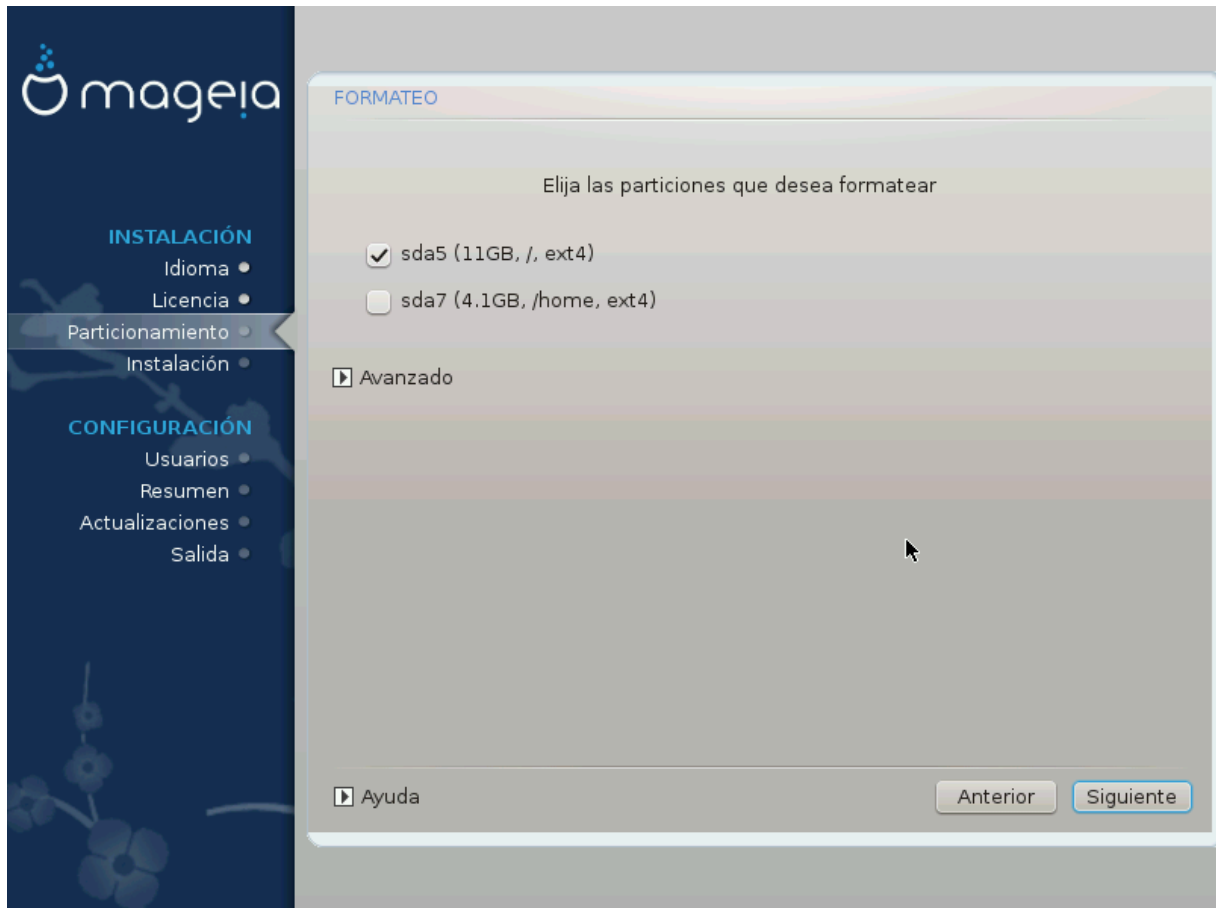 mageia
INSTALACIÓN
Idioma
Licencia
Particionamiento
Instalación
CONFIGURACIÓN
Usuarios
Resumen
Actualizaciones
Salida
FORMATEO
Elija las particiones que desea formatear
sda5 (11GB, /, ext4)
sda7 (4.1GB, /home, ext4)
Avanzado
Ayuda
Anterior
Siguiente